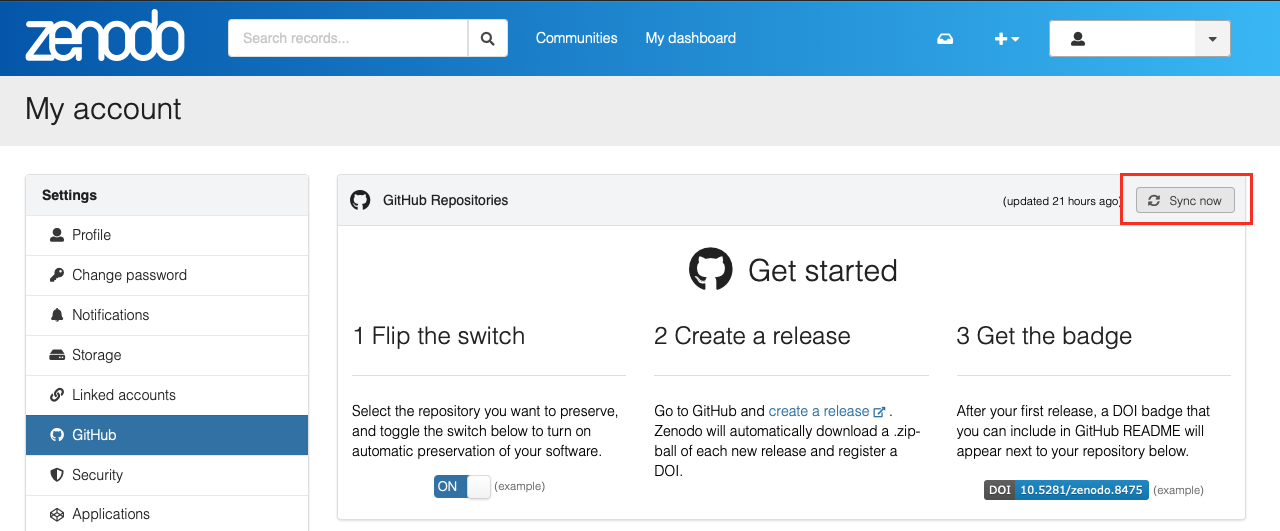 zenodo
Search records...
Communities
My dashboard
My account
Settings
Profile
Change password
Notifications
Storage
Linked accounts
GitHub
Security
Applications
GitHub Repositories
(updated 21 hours ago)
Sync now
Get started
1 Flip the switch
Select the repository you want to preserve,
and toggle the switch below to turn on
automatic preservation of your software.
ON (example)
2 Create a release
Go to GitHub and create a release .
Zenodo will automatically download a .zip-
ball of each new release and register a
DOI.
3 Get the badge
After your first release, a DOI badge that
you can include in GitHub README will
appear next to your repository below.
DOI 10.5281/zenodo.8475 (example)